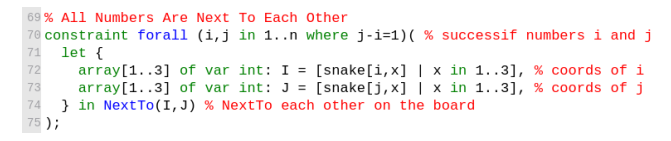 69 % All Numbers Are Next To Each Other
70 constraint forall (i,j in 1..n where j-i=1)( % successif numbers i and j
71   let {
72     array[1..3] of var int: I = [snake[i,x] | x in 1..3], % coords of i
73     array[1..3] of var int: J = [snake[j,x] | x in 1..3], % coords of j
74   } in NextTo(I,J) % NextTo each other on the board
75 );